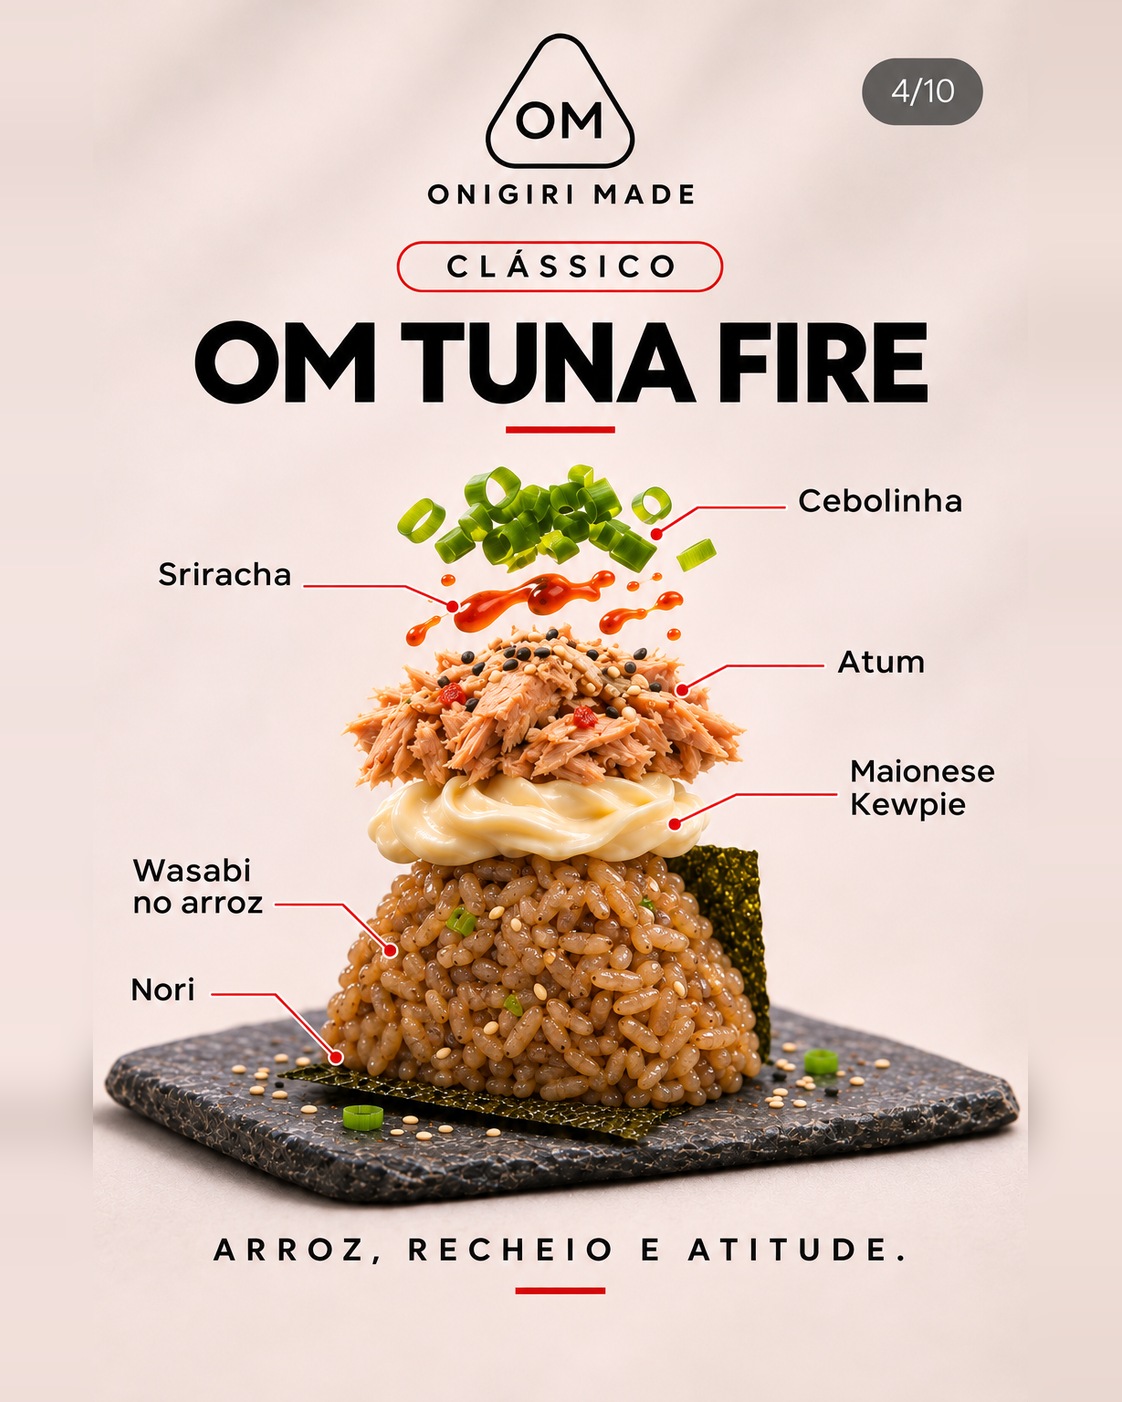 OM
ONIGIRI MADE
4/10
CLÁSSICO
OM TUNA FIRE
Cebolinha
Sriracha
Atum
Maionese
Kewpie
Wasabi
no arroz
Nori
ARROZ, RECHEIO E ATITUDE.